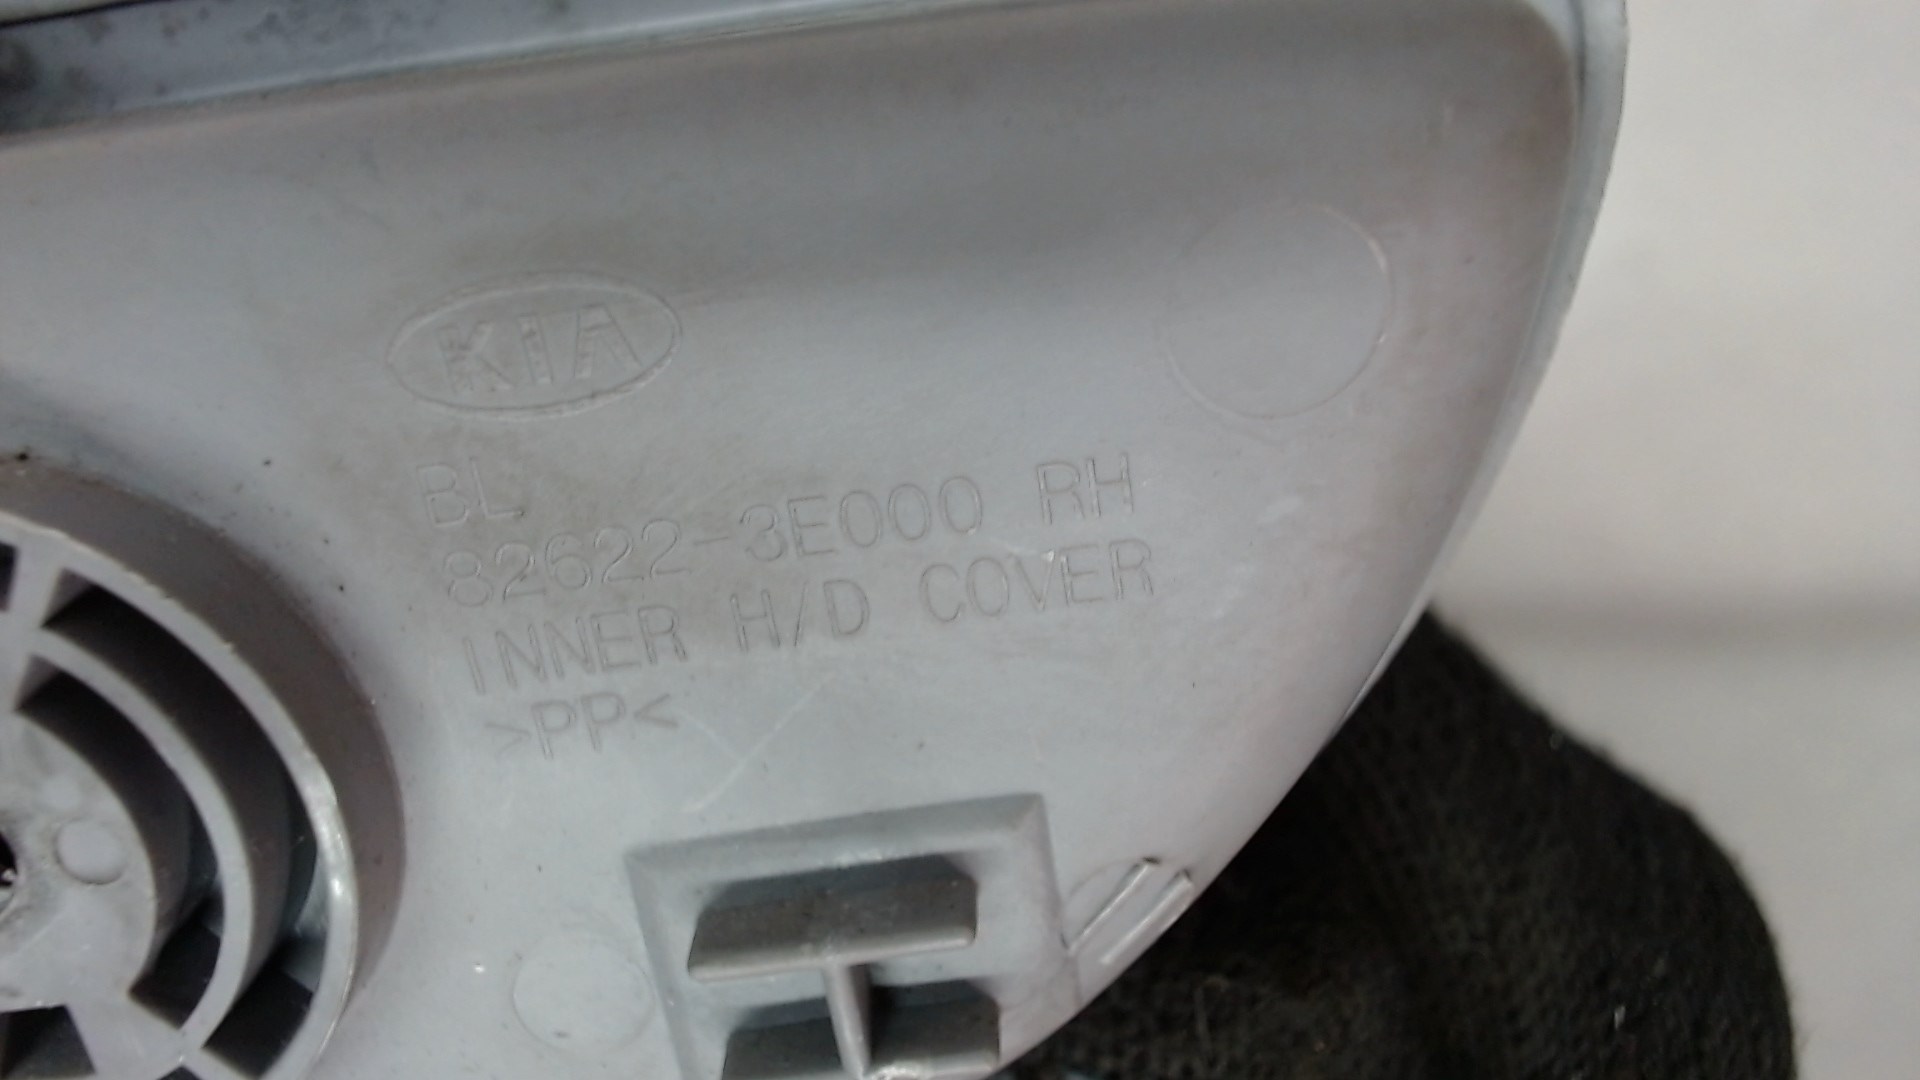 KIA
BL
82622-3E000 RH
INNER H/D COVER
>PP<